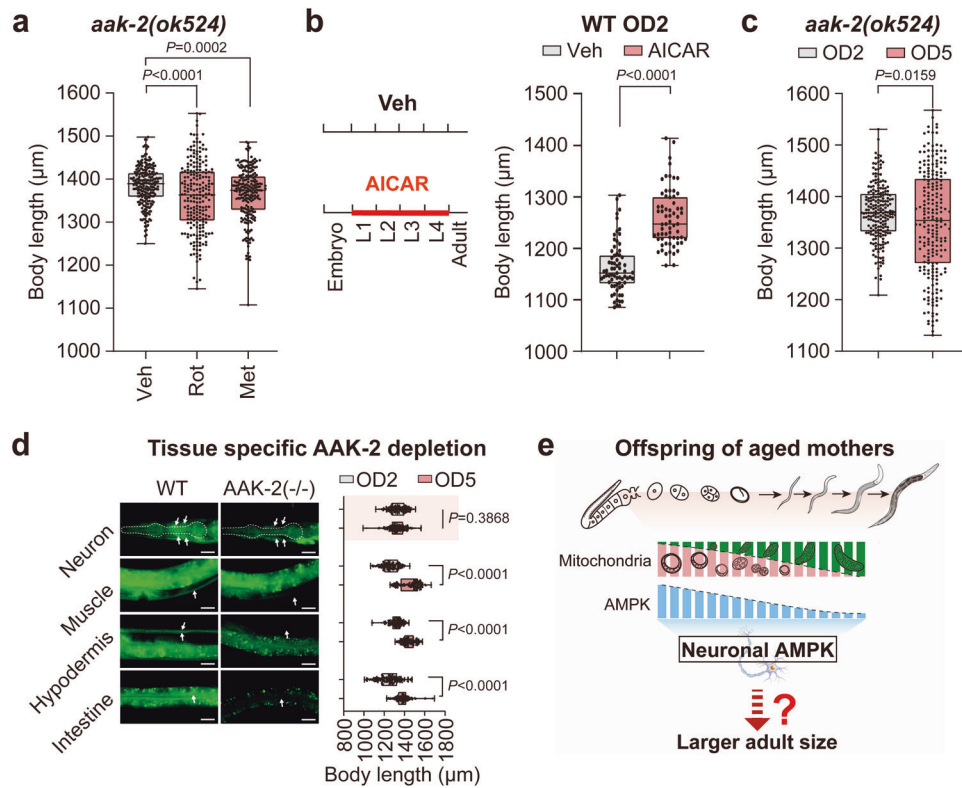 a
aak-2(ok524)
P=0.0002
P<0.0001
Body length (µm)
1600
1500
1400
1300
1200
1100
1000
Veh
Rot
Met
b
Veh
AICAR
Embryo
L1
L2
L3
L4
Adult
WT OD2
Veh
AICAR
<0.0001
Body length (µm)
1500
1400
1300
1200
1100
1000
c
aak-2(ok524)
OD2
OD5
P=0.0159
Body length (µm)
1600
1500
1400
1300
1200
1100
d
Tissue specific AAK-2 depletion
WT
AAK-2(-/-)
OD2
OD5
Neuron
Muscle
Hypodermis
Intestine
P=0.3868
P<0.0001
P<0.0001
P<0.0001
800
1000
1200
1400
1600
1800
Body length (µm)
e
Offspring of aged mothers
Mitochondria
AMPK
Neuronal AMPK
?
Larger adult size